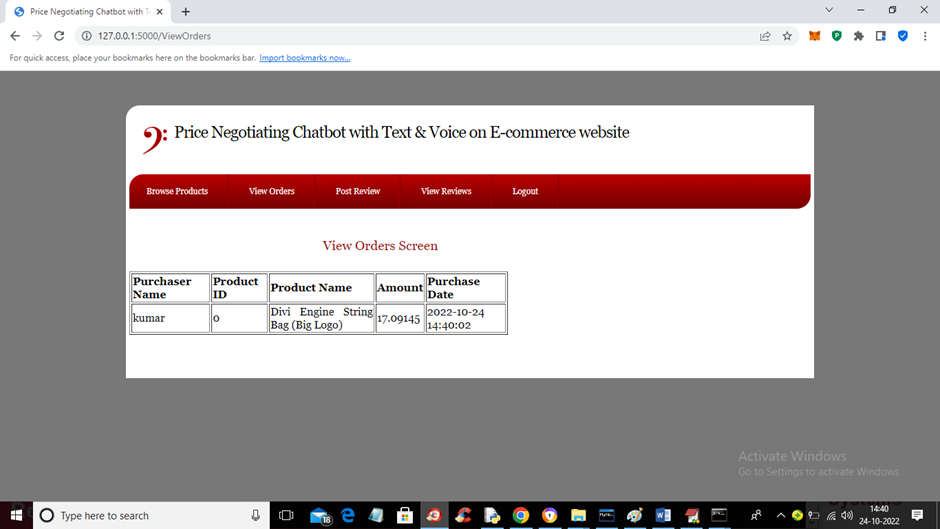 Price Negotiating Chatbot with T
127.0.0.1:5000/ViewOrders
For quick access, place your bookmarks here on the bookmarks bar. Import bookmarks now...
Price Negotiating Chatbot with Text & Voice on E-commerce website
Browse Products View Orders Post Review View Reviews Logout
View Orders Screen
Purchaser Name Product ID Product Name Amount Purchase Date
kumar 0 Divi Engine String Bag (Big Logo) 17.09145 2022-10-24 14:40:02
Activate Windows
Go to Settings to activate Windows.
Type here to search
18
14:40
24-10-2022